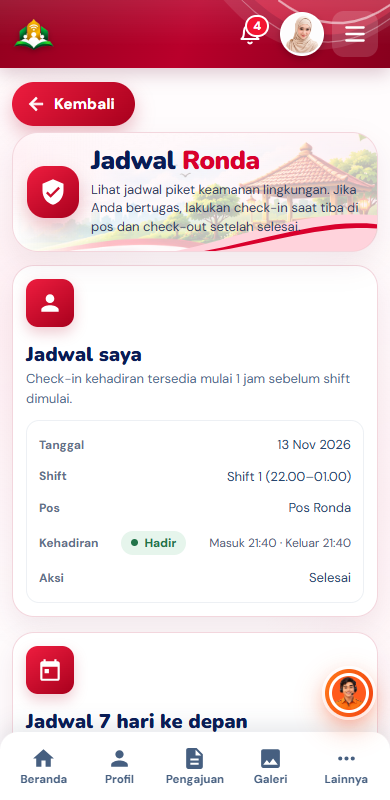 4
Kembali
Jadwal Ronda
Lihat jadwal piket keamanan lingkungan. Jika
Anda bertugas, lakukan check-in saat tiba di
pos dan check-out setelah selesai.
Jadwal saya
Check-in kehadiran tersedia mulai 1 jam sebelum shift
dimulai.
Tanggal 13 Nov 2026
Shift Shift 1 (22.00–01.00)
Pos Pos Ronda
Kehadiran Hadir Masuk 21:40 · Keluar 21:40
Aksi Selesai
Jadwal 7 hari ke depan
Beranda Profil Pengajuan Galeri Lainnya